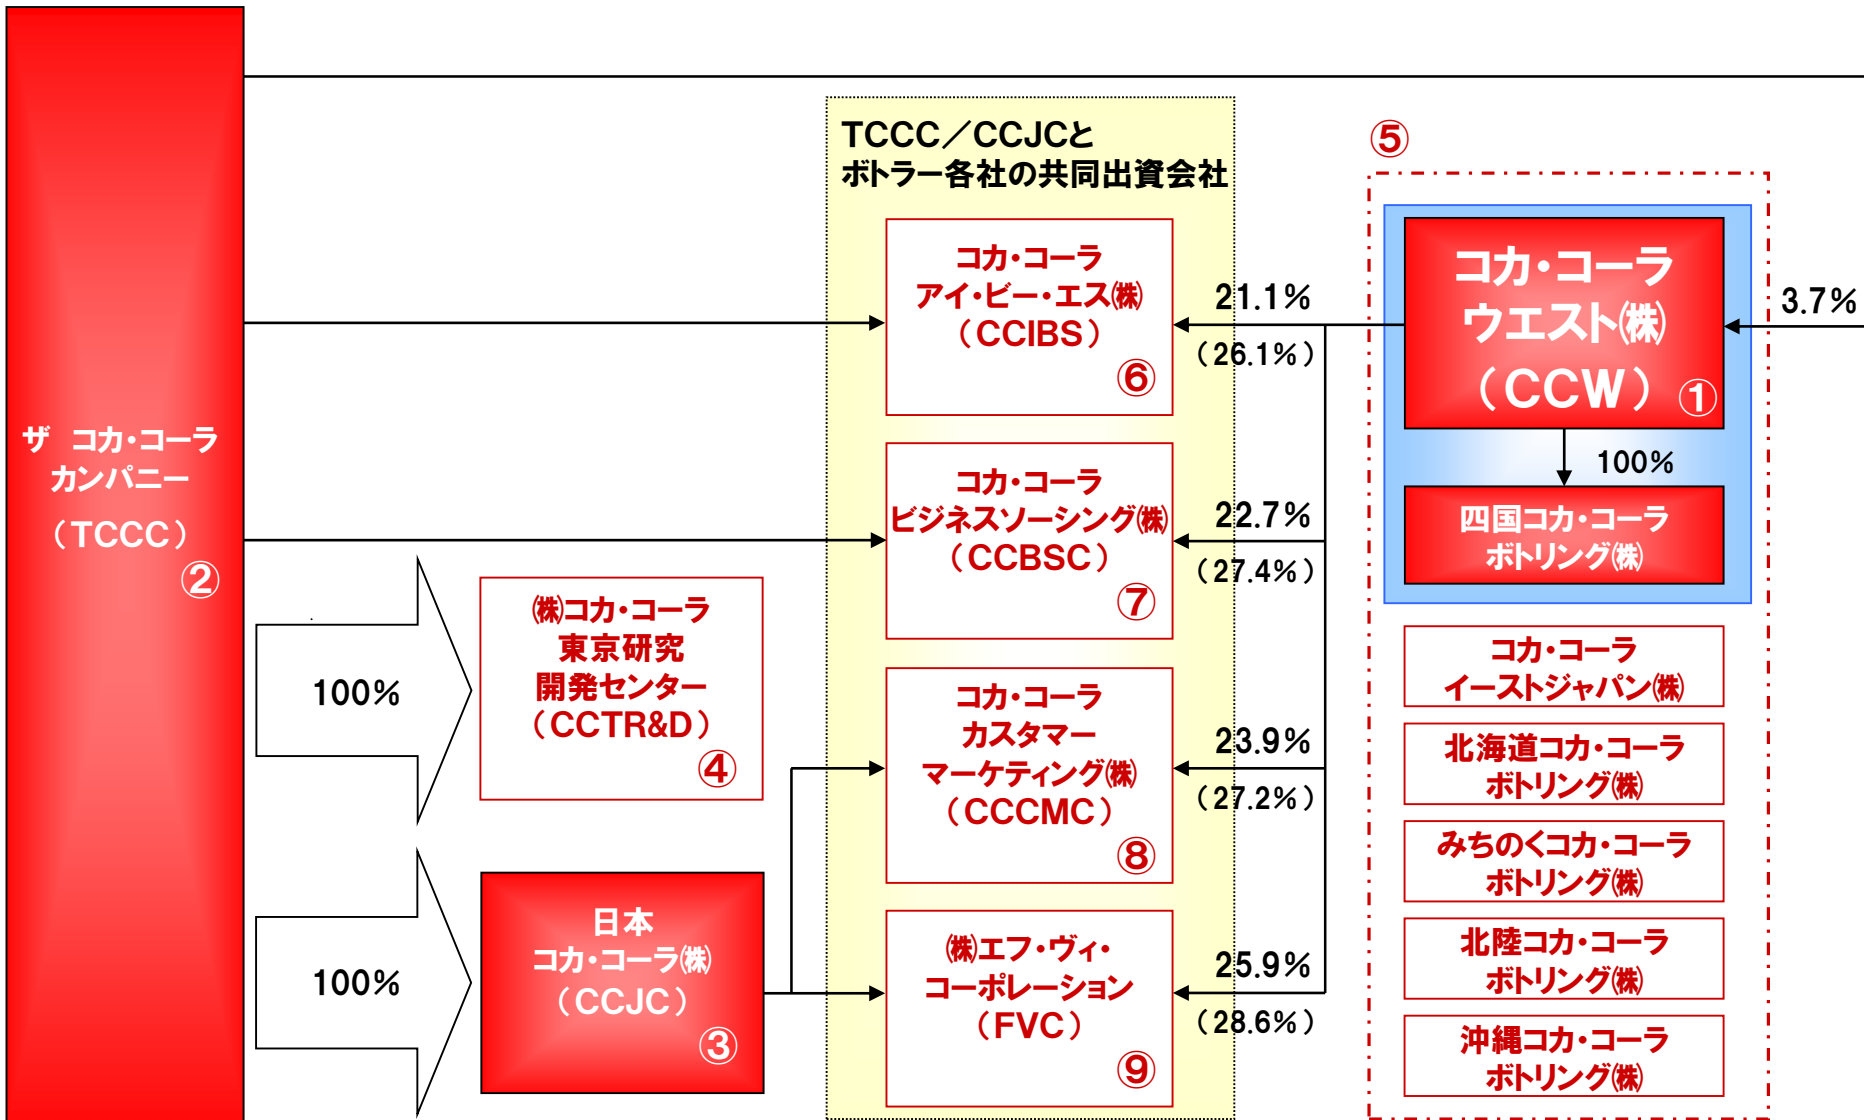 ザ コカ・コーラ
カンパニー
（TCCC）
②
100%
㈱コカ・コーラ
東京研究
開発センター
（CCTR&D）
④
100%
日本
コカ・コーラ㈱
（CCJC）
③
TCCC／CCJCと
ボトラー各社の共同出資会社
コカ・コーラ
アイ・ビー・エス㈱
（CCIBS）
⑥
21.1%
（26.1%）
コカ・コーラ
ビジネスソーシング㈱
（CCBSC）
⑦
22.7%
（27.4%）
コカ・コーラ
カスタマー
マーケティング㈱
（CCCMC）
⑧
23.9%
（27.2%）
㈱エフ・ヴィ・
コーポレーション
（FVC）
⑨
25.9%
（28.6%）
⑤
コカ・コーラ
ウエスト㈱
（CCW）
①
3.7%
100%
四国コカ・コーラ
ボトリング㈱
コカ・コーラ
イーストジャパン㈱
北海道コカ・コーラ
ボトリング㈱
みちのくコカ・コーラ
ボトリング㈱
北陸コカ・コーラ
ボトリング㈱
沖縄コカ・コーラ
ボトリング㈱